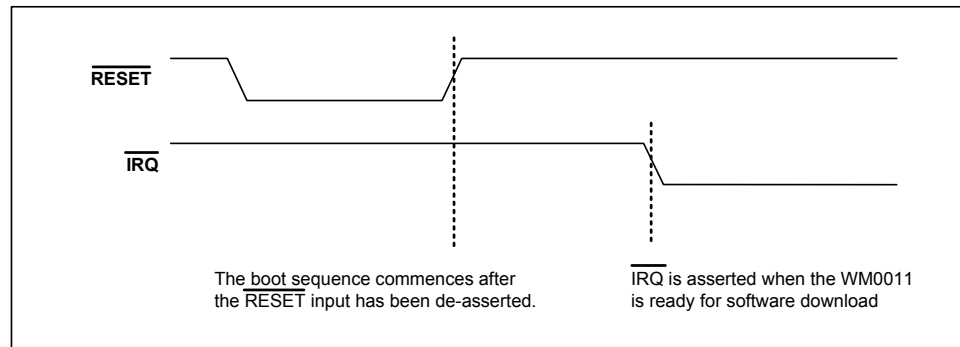 RESET
IRQ
The boot sequence commences after
the RESET input has been de-asserted.
IRQ is asserted when the WM0011
is ready for software download